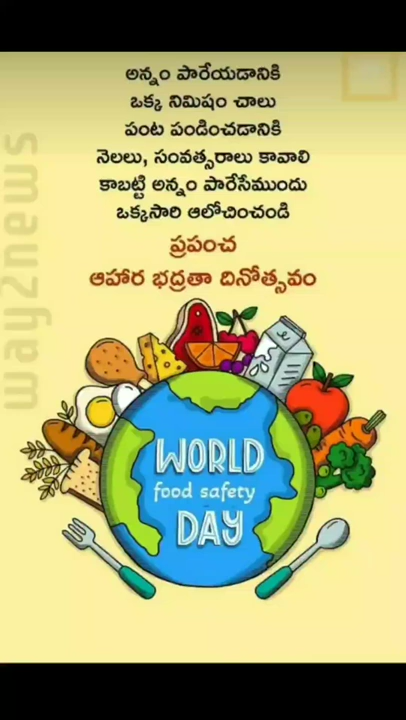 అన్నం పారేయడానికి
ఒక్క నిమిషం చాలు
పంట పండించడానికి
నెలలు, సంవత్సరాలు కావాలి
కాబట్టి అన్నం పారేసేముందు
ఒక్కసారి ఆలోచించండి
ప్రపంచ
ఆహార భద్రతా దినోత్సవం
way2news
WORLD
food safety
DAY